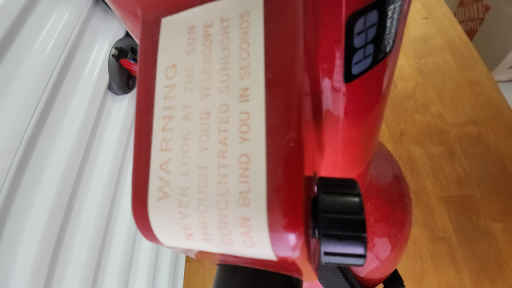 WARNING
NEVER LOOK AT THE SUN
THROUGH YOUR TELESCOPE
CONCENTRATED SUNLIGHT
CAN BLIND YOU IN SECONDS